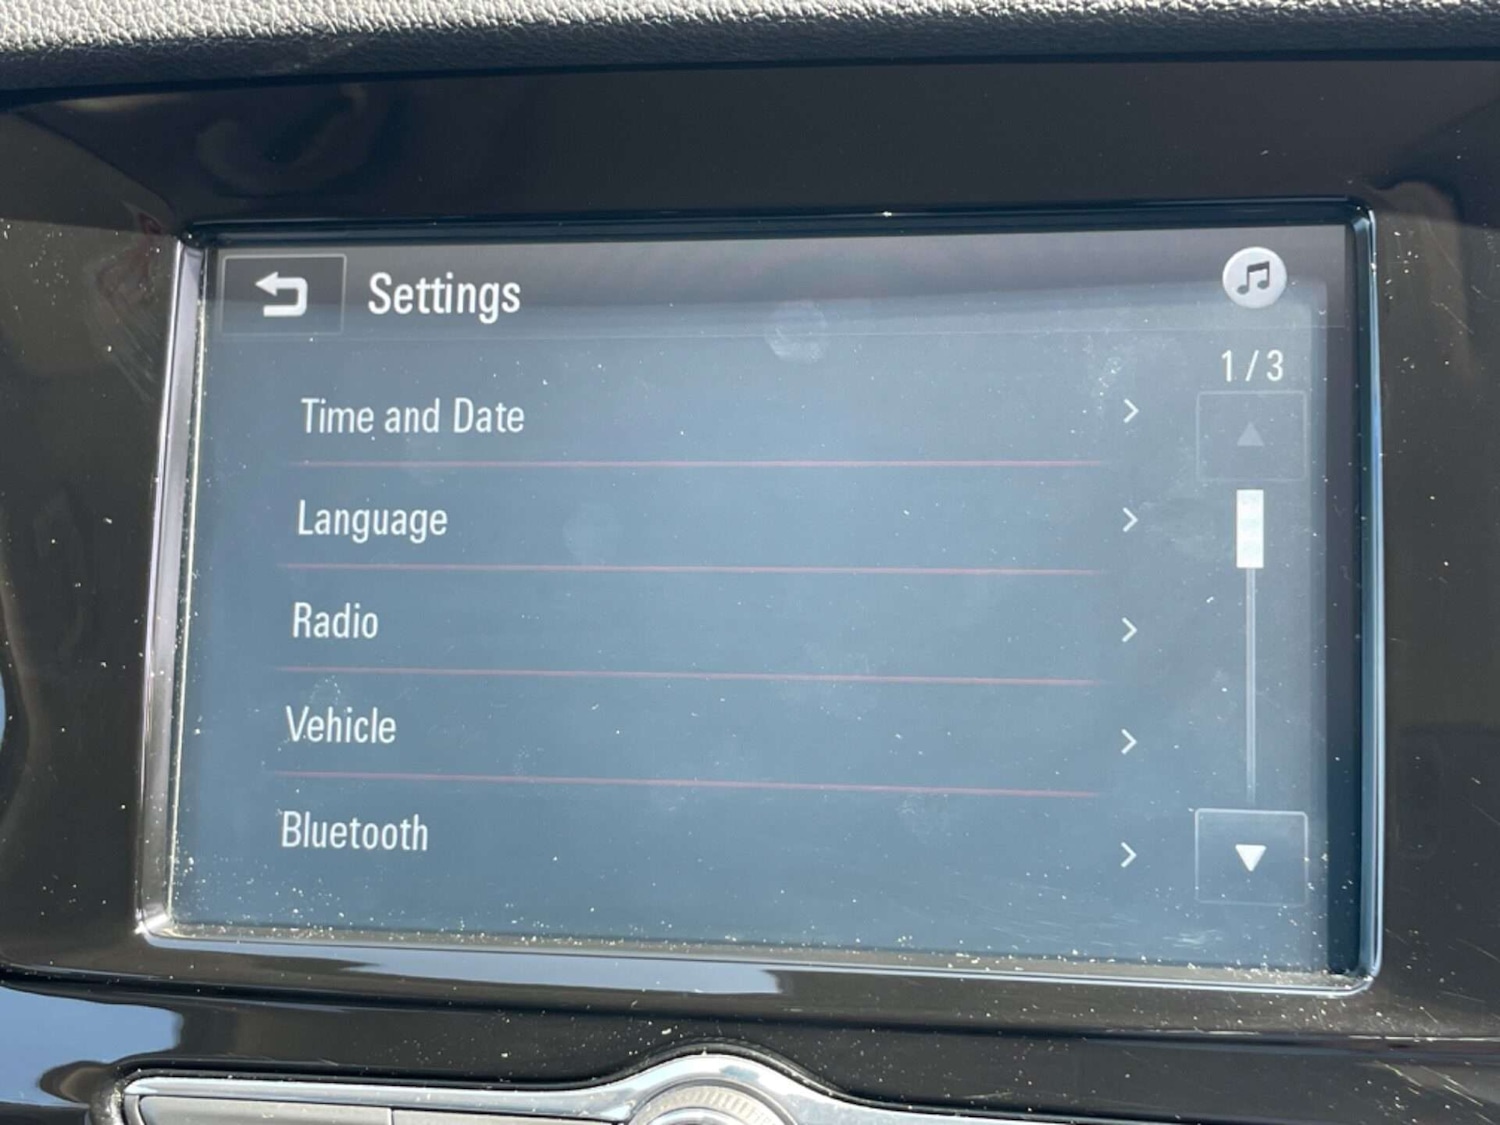 Settings
1 / 3
Time and Date
Language
Radio
Vehicle
Bluetooth